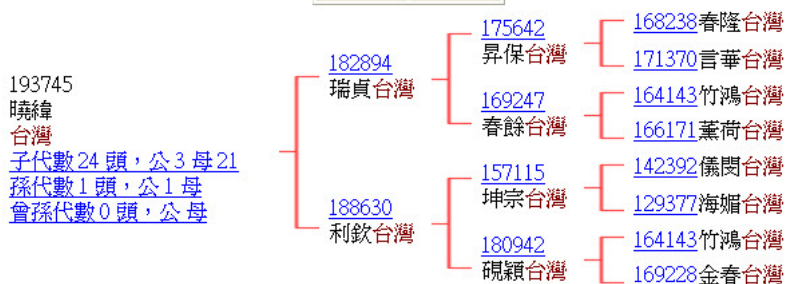 193745
曉緯
台灣
子代數 24 頭，公 3 母 21
孫代數 1 頭，公 1 母
曾孫代數 0 頭，公 母
182894
瑞貞台灣
188630
利欽台灣
175642
昇保台灣
169247
春餘台灣
157115
坤宗台灣
180942
硯穎台灣
168238春隆台灣
171370言華台灣
164143竹鴻台灣
166171薰荷台灣
142392儀閔台灣
129377海媚台灣
164143竹鴻台灣
169228金春台灣